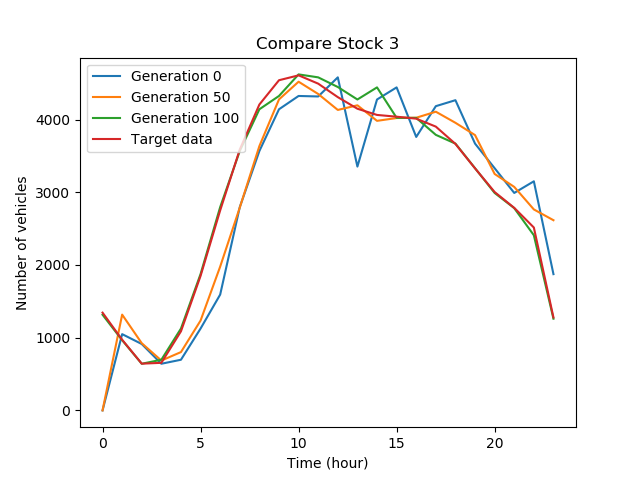 Compare Stock 3
Generation 0
Generation 50
Generation 100
Target data
Number of vehicles
4000
3000
2000
1000
0
0 5 10 15 20
Time (hour)